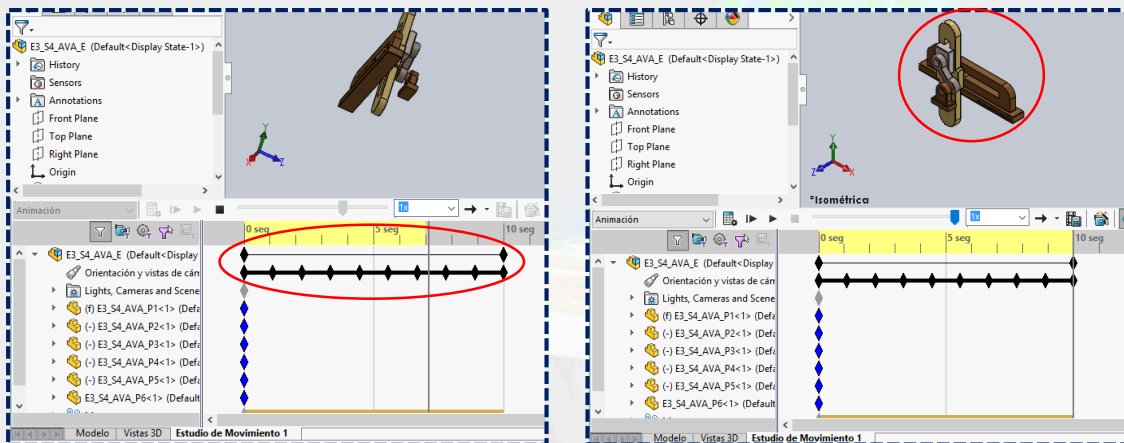 E3_S4_AVA_E (Default<Display State-1>)
History
Sensors
Annotations
Front Plane
Top Plane
Right Plane
Origin
Y
X
Z
Animación
1x
0 seg
5 seg
10 seg
E3_S4_AVA_E (Default<Display
Orientación y vistas de cán
Lights, Cameras and Scene
(f) E3_S4_AVA_P1<1> (Defa
(-) E3_S4_AVA_P2<1> (Defa
(-) E3_S4_AVA_P3<1> (Defa
(-) E3_S4_AVA_P4<1> (Defa
(-) E3_S4_AVA_P5<1> (Defa
E3_S4_AVA_P6<1> (Default
Modelo Vistas 3D Estudio de Movimiento 1
E3_S4_AVA_E (Default<Display State-1>)
History
Sensors
Annotations
Front Plane
Top Plane
Right Plane
Origin
Y
Z
X
*Isométrica
Animación
1x
0 seg
5 seg
10 seg
E3_S4_AVA_E (Default<Display
Orientación y vistas de cán
Lights, Cameras and Scene
(f) E3_S4_AVA_P1<1> (Defa
(-) E3_S4_AVA_P2<1> (Defa
(-) E3_S4_AVA_P3<1> (Defa
(-) E3_S4_AVA_P4<1> (Defa
(-) E3_S4_AVA_P5<1> (Defa
E3_S4_AVA_P6<1> (Default
Modelo Vistas 3D Estudio de Movimiento 1